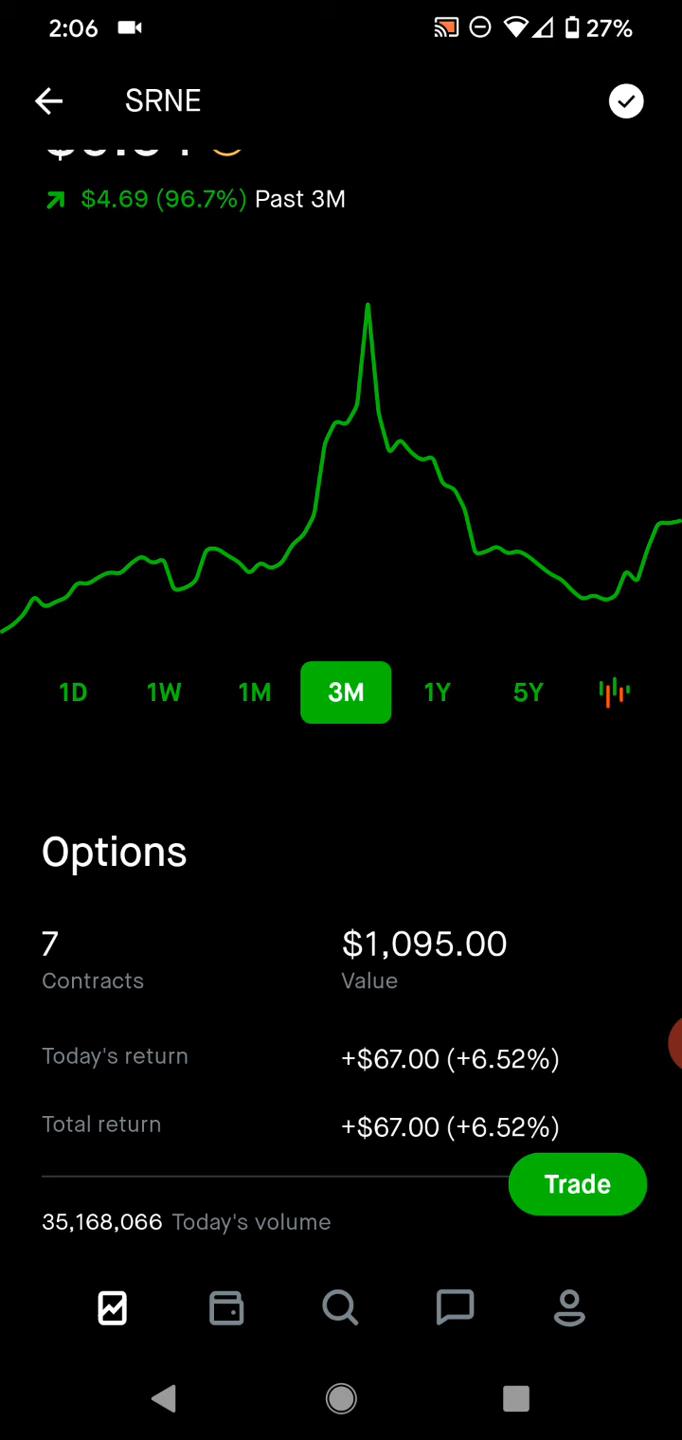 2:06 27%
SRNE
$4.69 (96.7%) Past 3M
1D 1W 1M 3M 1Y 5Y
Options
7 $1,095.00
Contracts Value
Today's return +$67.00 (+6.52%)
Total return +$67.00 (+6.52%)
Trade
35,168,066 Today's volume